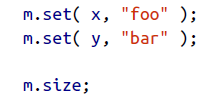 m.set( x, "foo" );
m.set( y, "bar" );
m.size;